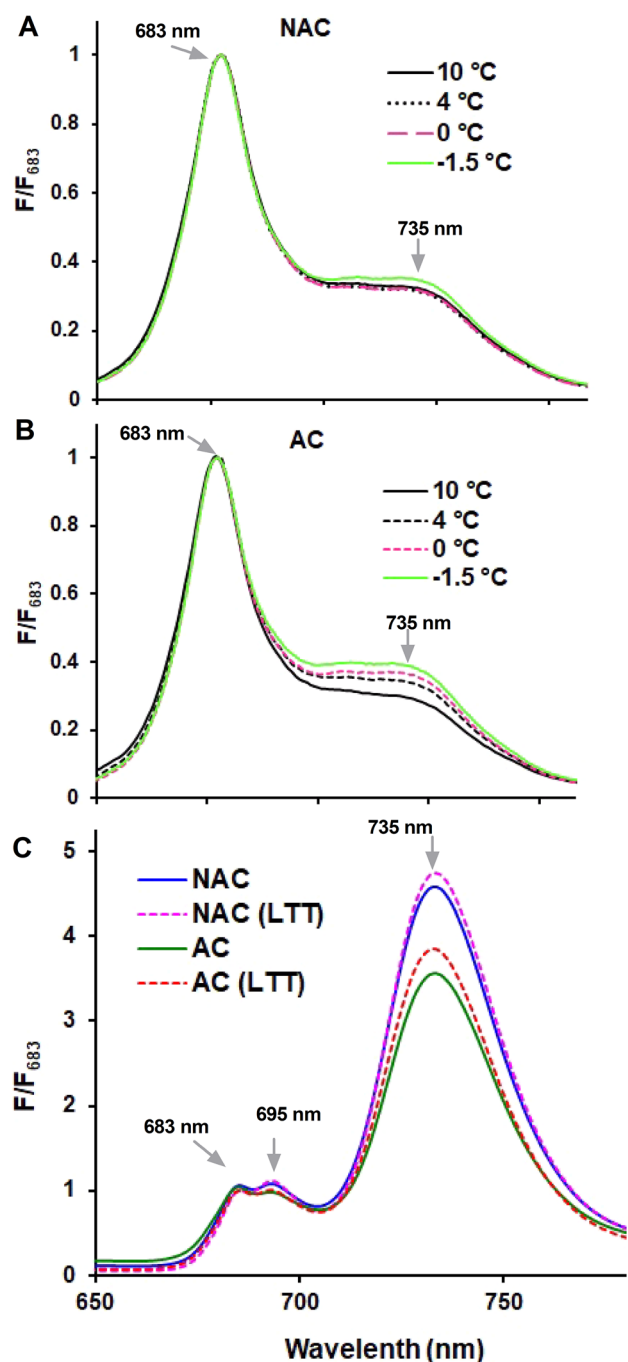 A
NAC
683 nm
10 °C
4 °C
0 °C
-1.5 °C
735 nm
F/F683
1
0.8
0.6
0.4
0.2
0
B
AC
683 nm
10 °C
4 °C
0 °C
-1.5 °C
735 nm
F/F683
1
0.8
0.6
0.4
0.2
0
C
735 nm
NAC
NAC (LTT)
AC
AC (LTT)
683 nm
695 nm
F/F683
5
4
3
2
1
0
650
700
750
Wavelenth (nm)